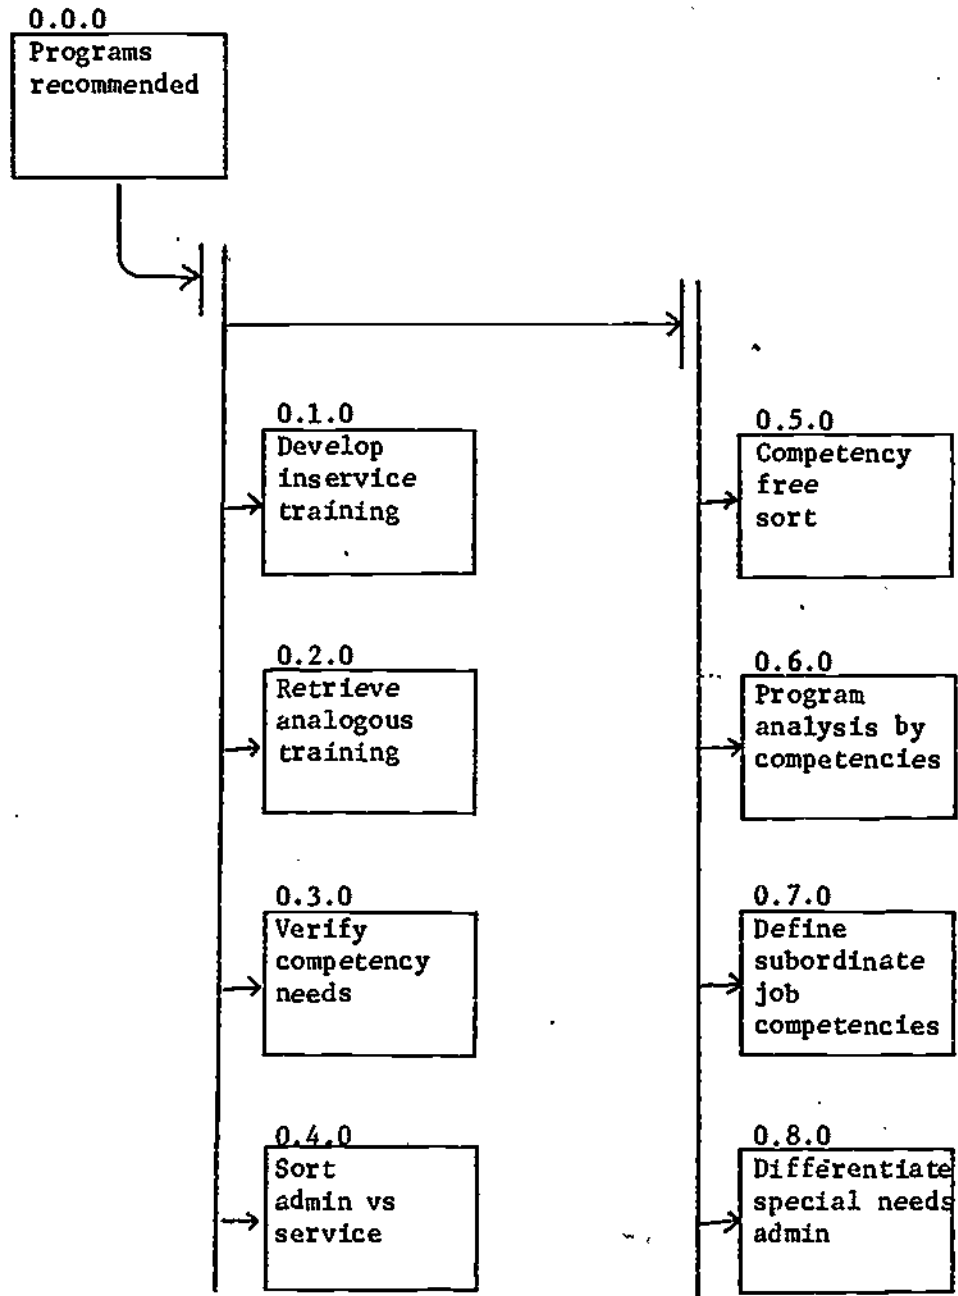 0.0.0
Programs
recommended
0.1.0
Develop
inservice
training
0.2.0
Retrieve
analogous
training
0.3.0
Verify
competency
needs
0.4.0
Sort
admin vs
service
0.5.0
Competency
free
sort
0.6.0
Program
analysis by
competencies
0.7.0
Define
subordinate
job
competencies
0.8.0
Differentiate
special needs
admin